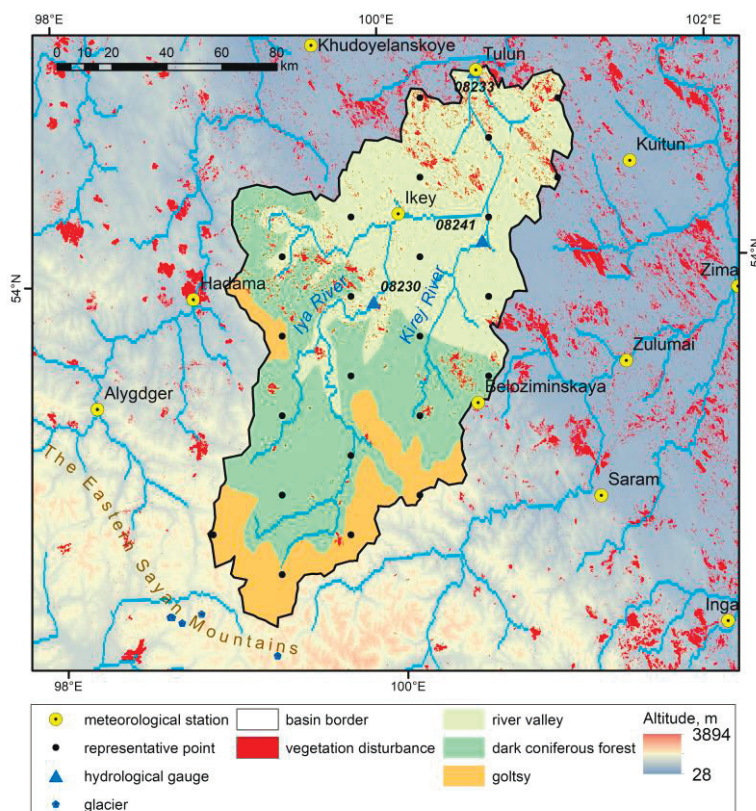 98°E 100°E 102°E
0 10 20 40 60 80
km
Khudoyelanskoye
Tulun
08233
Kuitun
Ikey
08241
54°N
54°N
Zima
Hadama
08230
Iya River
Kirej River
Zulumai
Alygdger
Beloziminskaya
The Eastern Sayan Mountains
Saram
Inga
98°E 100°E
meteorological station
representative point
hydrological gauge
glacier
basin border
vegetation disturbance
river valley
dark coniferous forest
goltsy
Altitude, m
3894
28